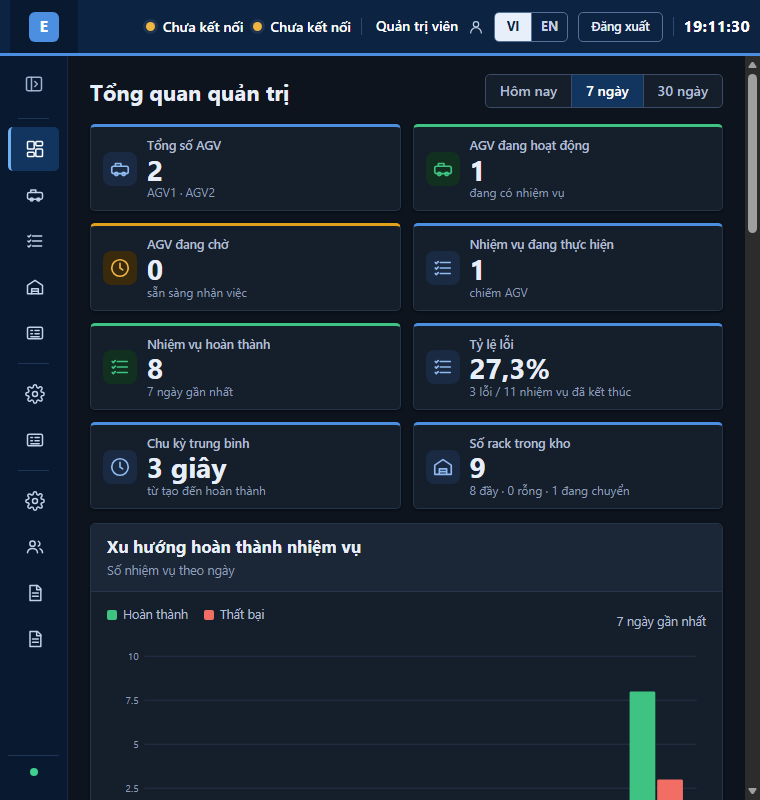 E
Chưa kết nối
Chưa kết nối
Quản trị viên
VI
EN
Đăng xuất
19:11:30
Tổng quan quản trị
Hôm nay
7 ngày
30 ngày
Tổng số AGV
2
AGV1 · AGV2
AGV đang hoạt động
1
đang có nhiệm vụ
AGV đang chờ
0
sẵn sàng nhận việc
Nhiệm vụ đang thực hiện
1
chiếm AGV
Nhiệm vụ hoàn thành
8
7 ngày gần nhất
Tỷ lệ lỗi
27,3%
3 lỗi / 11 nhiệm vụ đã kết thúc
Chu kỳ trung bình
3 giây
từ tạo đến hoàn thành
Số rack trong kho
9
8 đầy · 0 rỗng · 1 đang chuyển
Xu hướng hoàn thành nhiệm vụ
Số nhiệm vụ theo ngày
Hoàn thành
Thất bại
7 ngày gần nhất
10
7.5
5
2.5